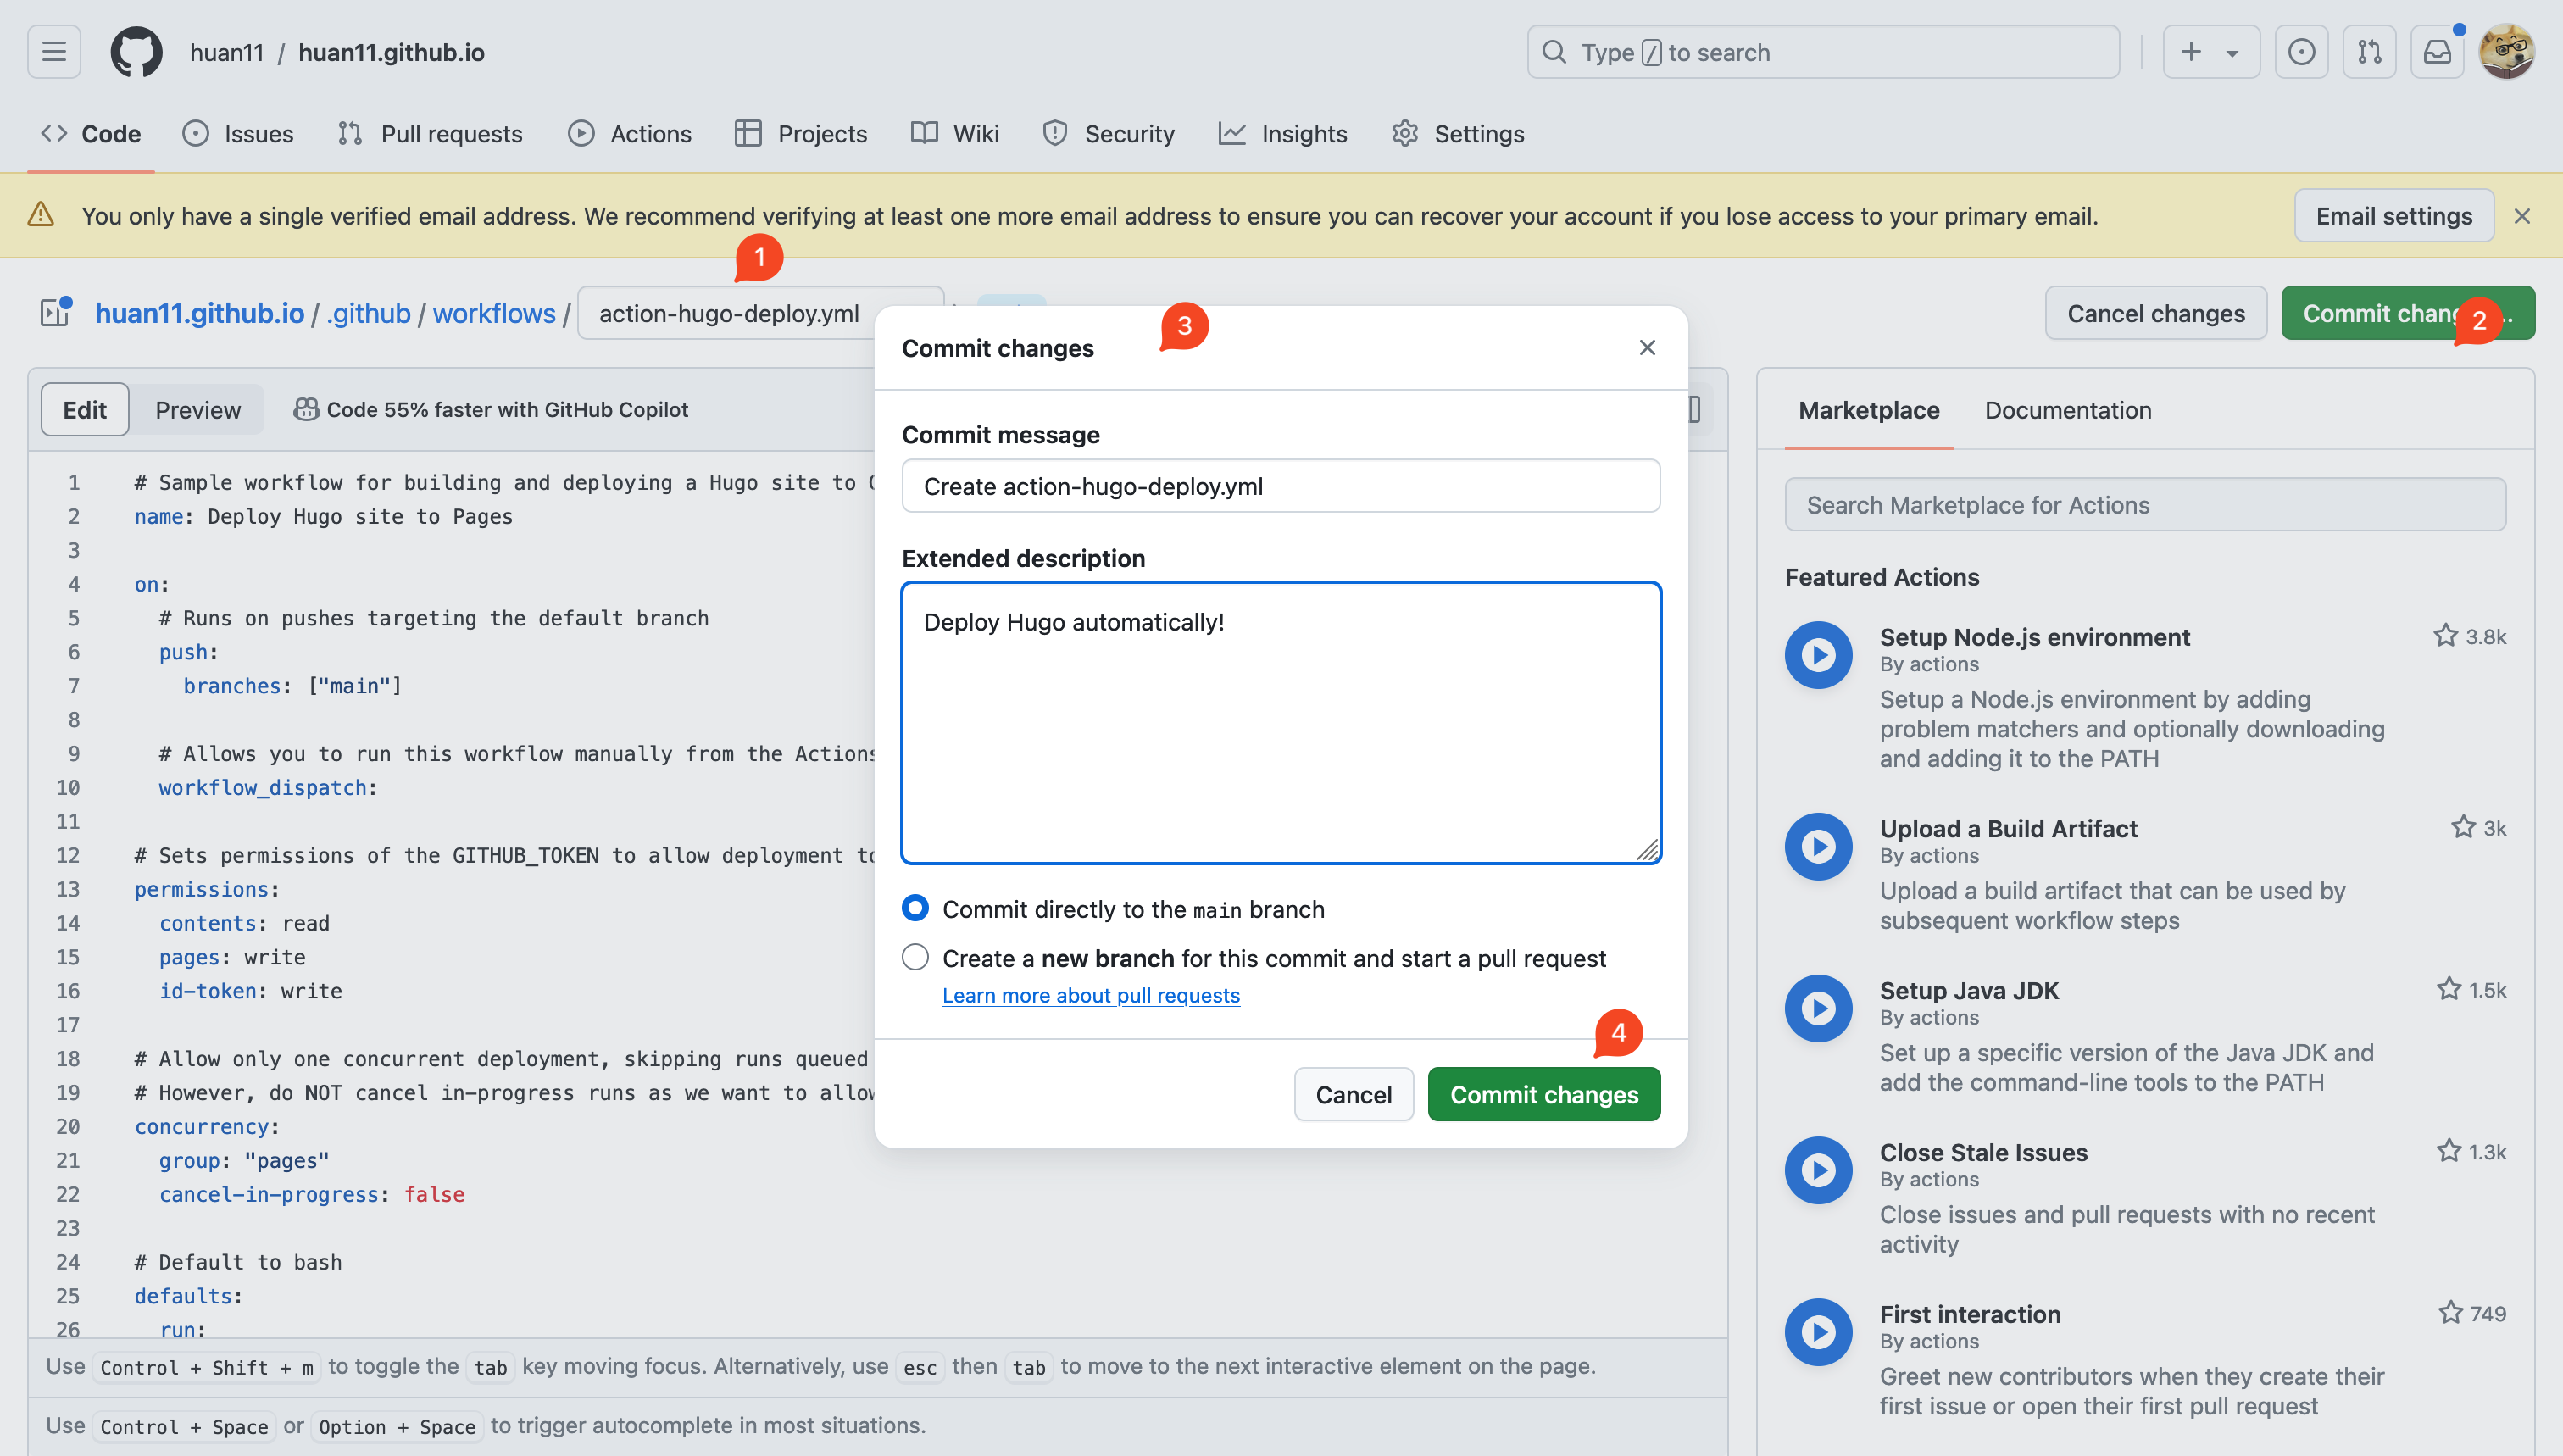 huan11 / huan11.github.io
Type / to search
Code
Issues
Pull requests
Actions
Projects
Wiki
Security
Insights
Settings
You only have a single verified email address. We recommend verifying at least one more email address to ensure you can recover your account if you lose access to your primary email.
Email settings
1
huan11.github.io / .github / workflows / action-hugo-deploy.yml
Cancel changes
Commit chang
2
3
Commit changes
Edit
Preview
Code 55% faster with GitHub Copilot
Commit message
Create action-hugo-deploy.yml
Extended description
Deploy Hugo automatically!
Commit directly to the main branch
Create a new branch for this commit and start a pull request
Learn more about pull requests
4
Cancel
Commit changes
1 # Sample workflow for building and deploying a Hugo site to
2 name: Deploy Hugo site to Pages
3
4 on:
5 # Runs on pushes targeting the default branch
6 push:
7 branches: ["main"]
8
9 # Allows you to run this workflow manually from the Actions
10 workflow_dispatch:
11
12 # Sets permissions of the GITHUB_TOKEN to allow deployment to
13 permissions:
14 contents: read
15 pages: write
16 id-token: write
17
18 # Allow only one concurrent deployment, skipping runs queued
19 # However, do NOT cancel in-progress runs as we want to allow
20 concurrency:
21 group: "pages"
22 cancel-in-progress: false
23
24 # Default to bash
25 defaults:
26 run:
Use Control + Shift + m to toggle the tab key moving focus. Alternatively, use esc then tab to move to the next interactive element on the page.
Use Control + Space or Option + Space to trigger autocomplete in most situations.
Marketplace
Documentation
Search Marketplace for Actions
Featured Actions
Setup Node.js environment
3.8k
By actions
Setup a Node.js environment by adding
problem matchers and optionally downloading
and adding it to the PATH
Upload a Build Artifact
3k
By actions
Upload a build artifact that can be used by
subsequent workflow steps
Setup Java JDK
1.5k
By actions
Set up a specific version of the Java JDK and
add the command-line tools to the PATH
Close Stale Issues
1.3k
By actions
Close issues and pull requests with no recent
activity
First interaction
749
By actions
Greet new contributors when they create their
first issue or open their first pull request